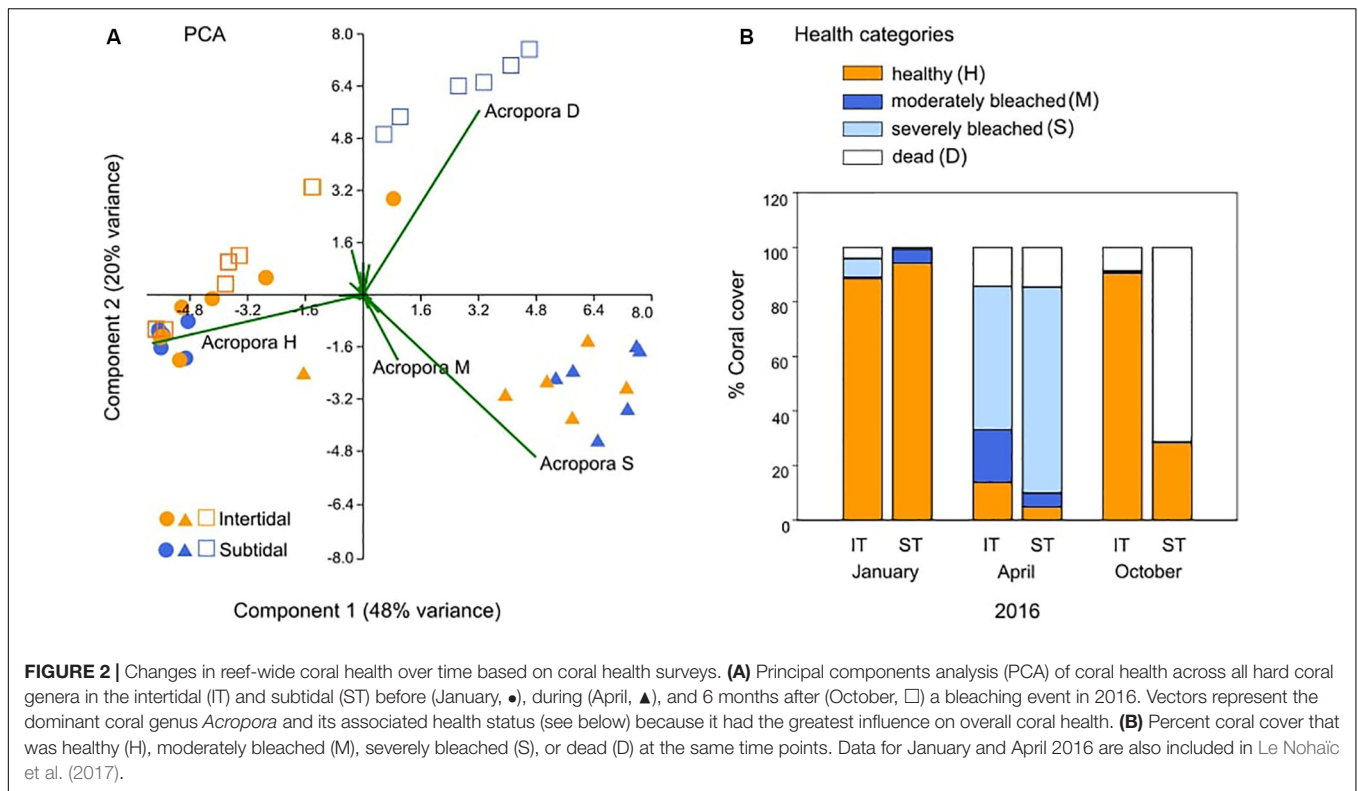 A PCA
8.0
6.4
4.8
3.2
1.6
-4.8 -3.2 -1.6 1.6 3.2 4.8 6.4 8.0
-1.6
-3.2
-4.8
-6.4
-8.0
Acropora D
Acropora H
Acropora M
Acropora S
Component 2 (20% variance)
Intertidal
Subtidal
Component 1 (48% variance)
B Health categories
healthy (H)
moderately bleached (M)
severely bleached (S)
dead (D)
% Coral cover
120
100
80
60
40
20
0
IT ST IT ST IT ST
January April October
2016
FIGURE 2 | Changes in reef-wide coral health over time based on coral health surveys. (A) Principal components analysis (PCA) of coral health across all hard coral
genera in the intertidal (IT) and subtidal (ST) before (January, •), during (April, ▲), and 6 months after (October, □) a bleaching event in 2016. Vectors represent the
dominant coral genus Acropora and its associated health status (see below) because it had the greatest influence on overall coral health. (B) Percent coral cover that
was healthy (H), moderately bleached (M), severely bleached (S), or dead (D) at the same time points. Data for January and April 2016 are also included in Le Nohaïc
et al. (2017).